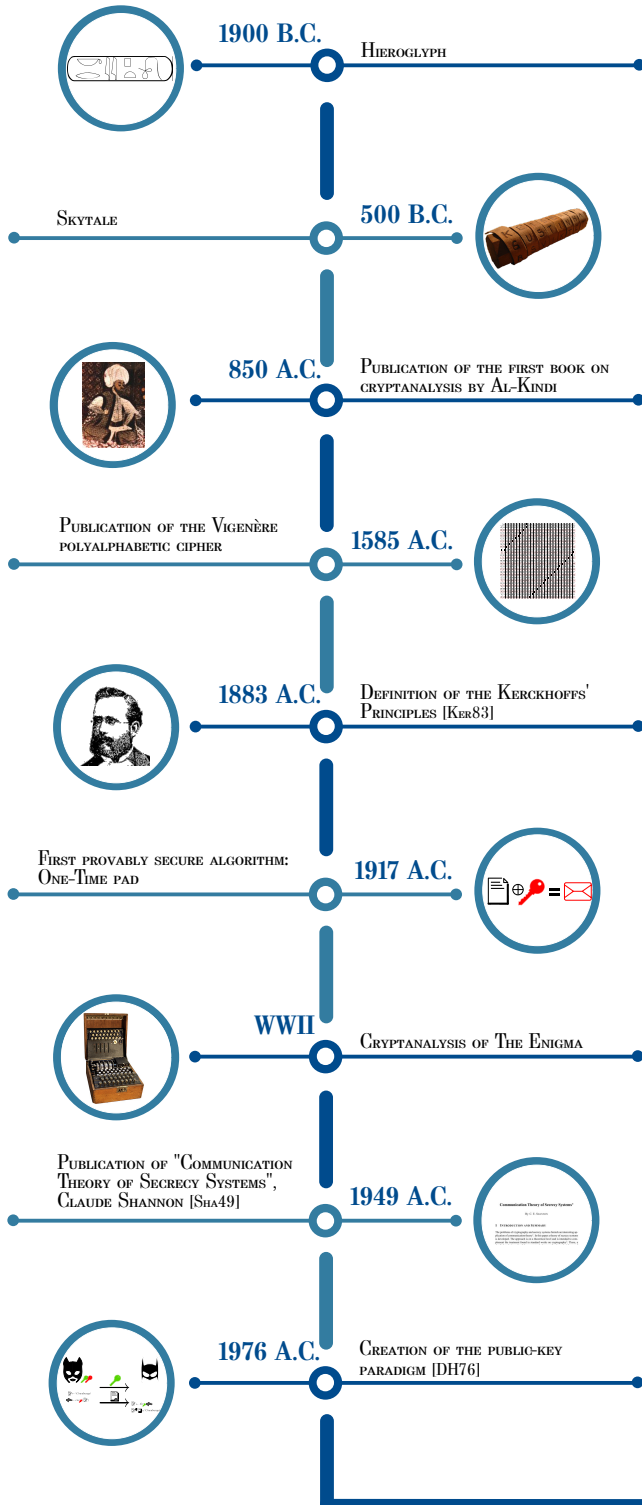 1900 B.C.
Hieroglyph
Skytale
500 B.C.
850 A.C.
Publication of the first book on
cryptanalysis by Al-Kindi
Publicatiion of the Vigenère
polyalphabetic cipher
1585 A.C.
1883 A.C.
Definition of the Kerckhoffs'
Principles [Ker83]
First provably secure algorithm:
One-Time pad
1917 A.C.
WWII
Cryptanalysis of The Enigma
Publication of "Communication
Theory of Secrecy Systems",
Claude Shannon [Sha49]
1949 A.C.
Communication Theory of Secrecy Systems*
1976 A.C.
Creation of the public-key
paradigm [DH76]